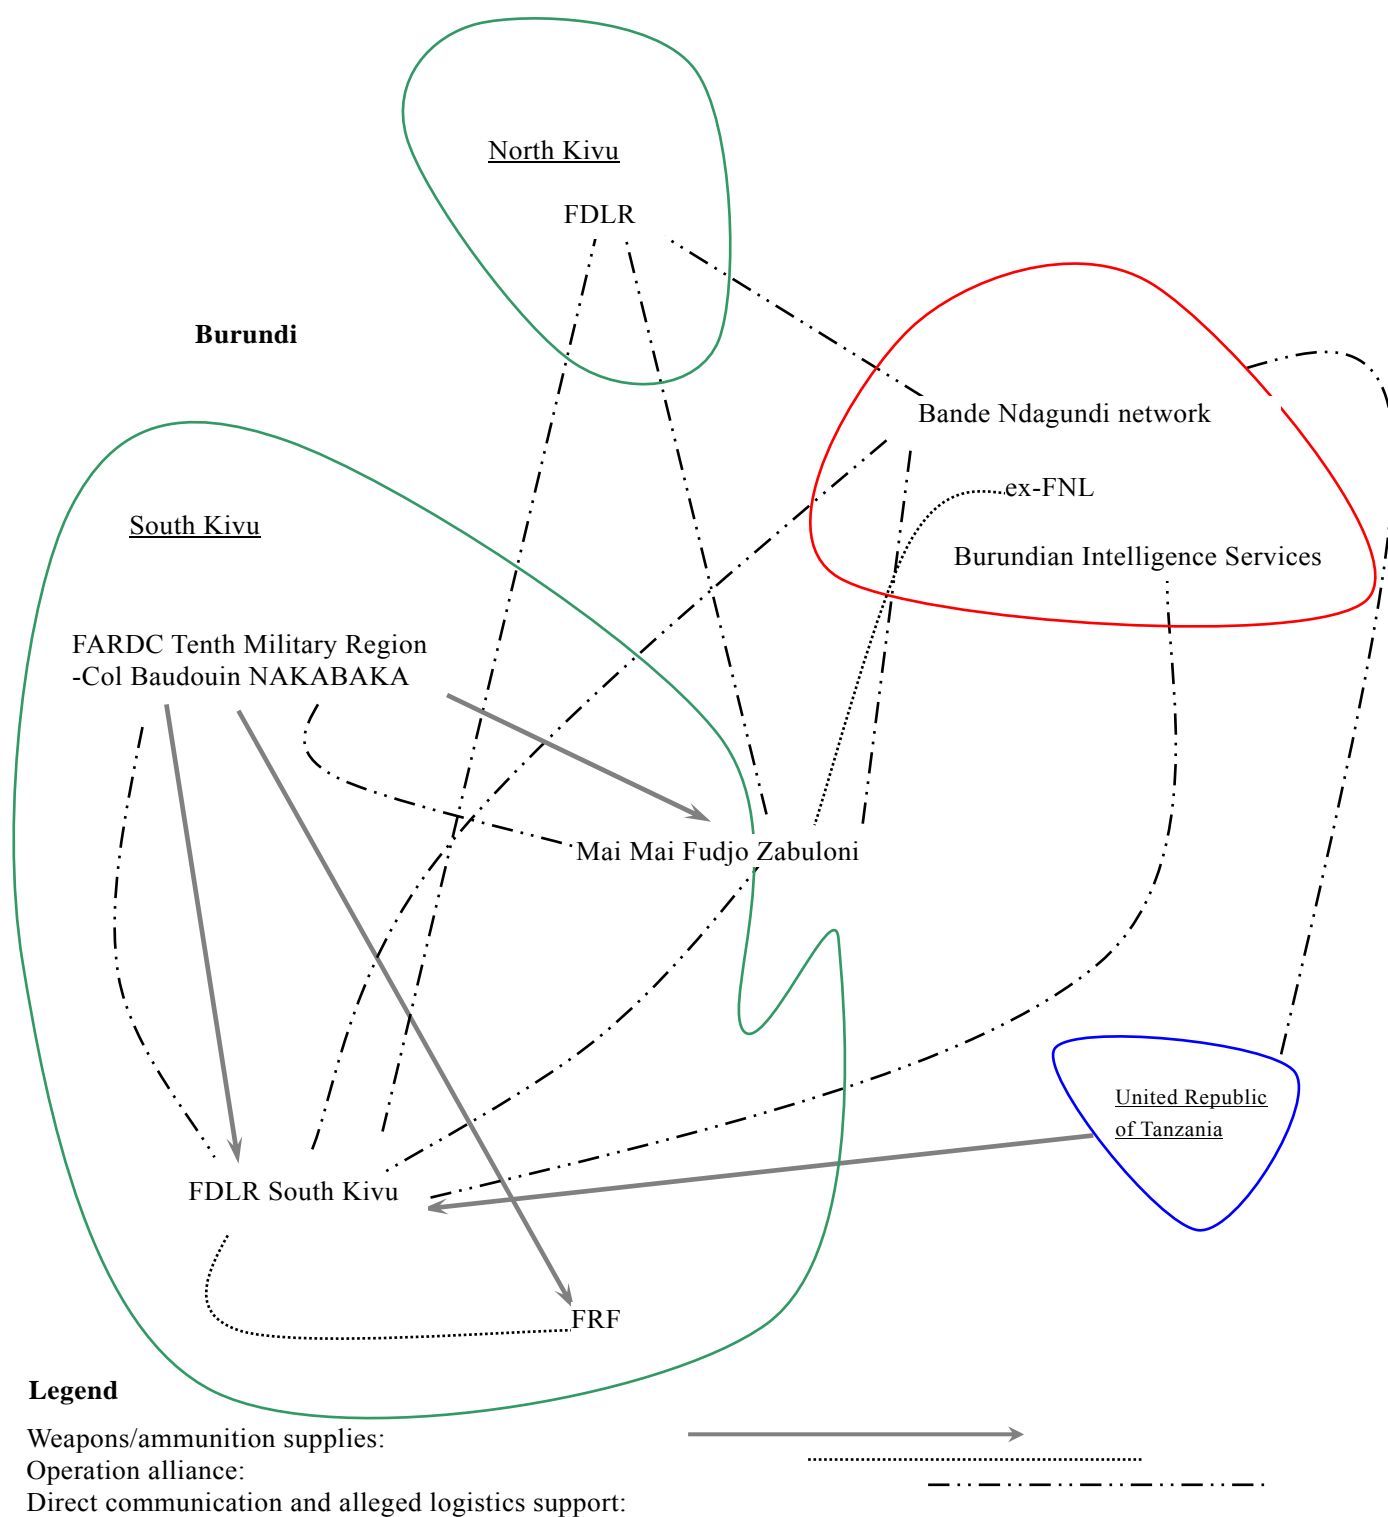 North Kivu
FDLR
Burundi
Bande Ndagundi network
ex-FNL
South Kivu
Burundian Intelligence Services
FARDC Tenth Military Region
-Col Baudouin NAKABAKA
Mai Mai Fudjo Zabuloni
United Republic
of Tanzania
FDLR South Kivu
FRF
Legend
Weapons/ammunition supplies:
Operation alliance:
Direct communication and alleged logistics support: